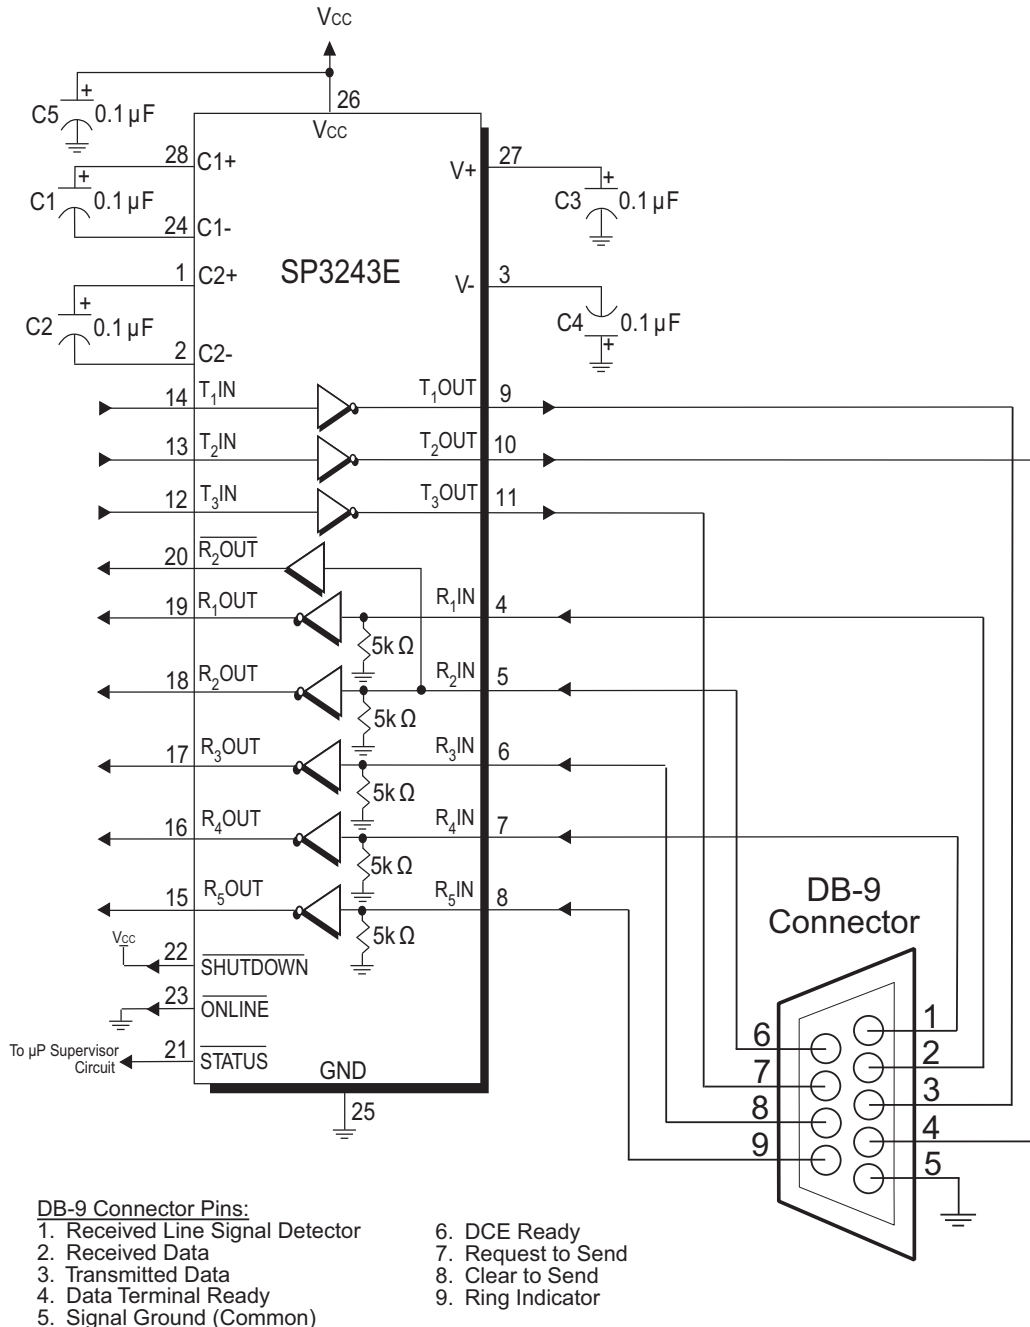 Vcc
26
Vcc
C5
+
0.1 µF
28
C1+
C1
+
0.1 µF
24
C1-
1
C2+
C2
+
0.1 µF
2
C2-
SP3243E
V+
27
C3
+
0.1 µF
V-
3
C4
0.1 µF
+
14
T1IN
T1OUT
9
13
T2IN
T2OUT
10
12
T3IN
T3OUT
11
20
R2OUT
19
R1OUT
R1IN
4
5k Ω
18
R2OUT
R2IN
5
5k Ω
17
R3OUT
R3IN
6
5k Ω
16
R4OUT
R4IN
7
5k Ω
15
R5OUT
R5IN
8
5k Ω
Vcc
22
SHUTDOWN
23
ONLINE
To µP Supervisor
Circuit
21
STATUS
GND
25
DB-9
Connector
6
7
8
9
1
2
3
4
5
DB-9 Connector Pins:
1. Received Line Signal Detector
2. Received Data
3. Transmitted Data
4. Data Terminal Ready
5. Signal Ground (Common)
6. DCE Ready
7. Request to Send
8. Clear to Send
9. Ring Indicator